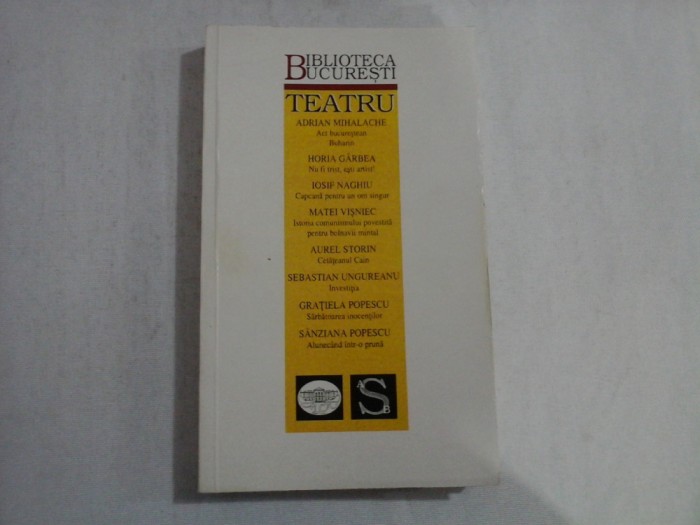 BIBLIOTECA
BUCUREȘTI
TEATRU
ADRIAN MIHALACHE
Act bucureștean
Buharin
HORIA GÂRBEA
Nu fi trist, ești artist!
IOSIF NAGHIU
Capcană pentru un om singur
MATEI VIȘNIEC
Istoria comunismului povestită
pentru bolnavii mintal
AUREL STORIN
Cetățeanul Cain
SEBASTIAN UNGUREANU
Investiția
GRAȚIELA POPESCU
Sărbătorirea inocenților
SÂNZIANA POPESCU
Alunecând într-o prună
A
S
B